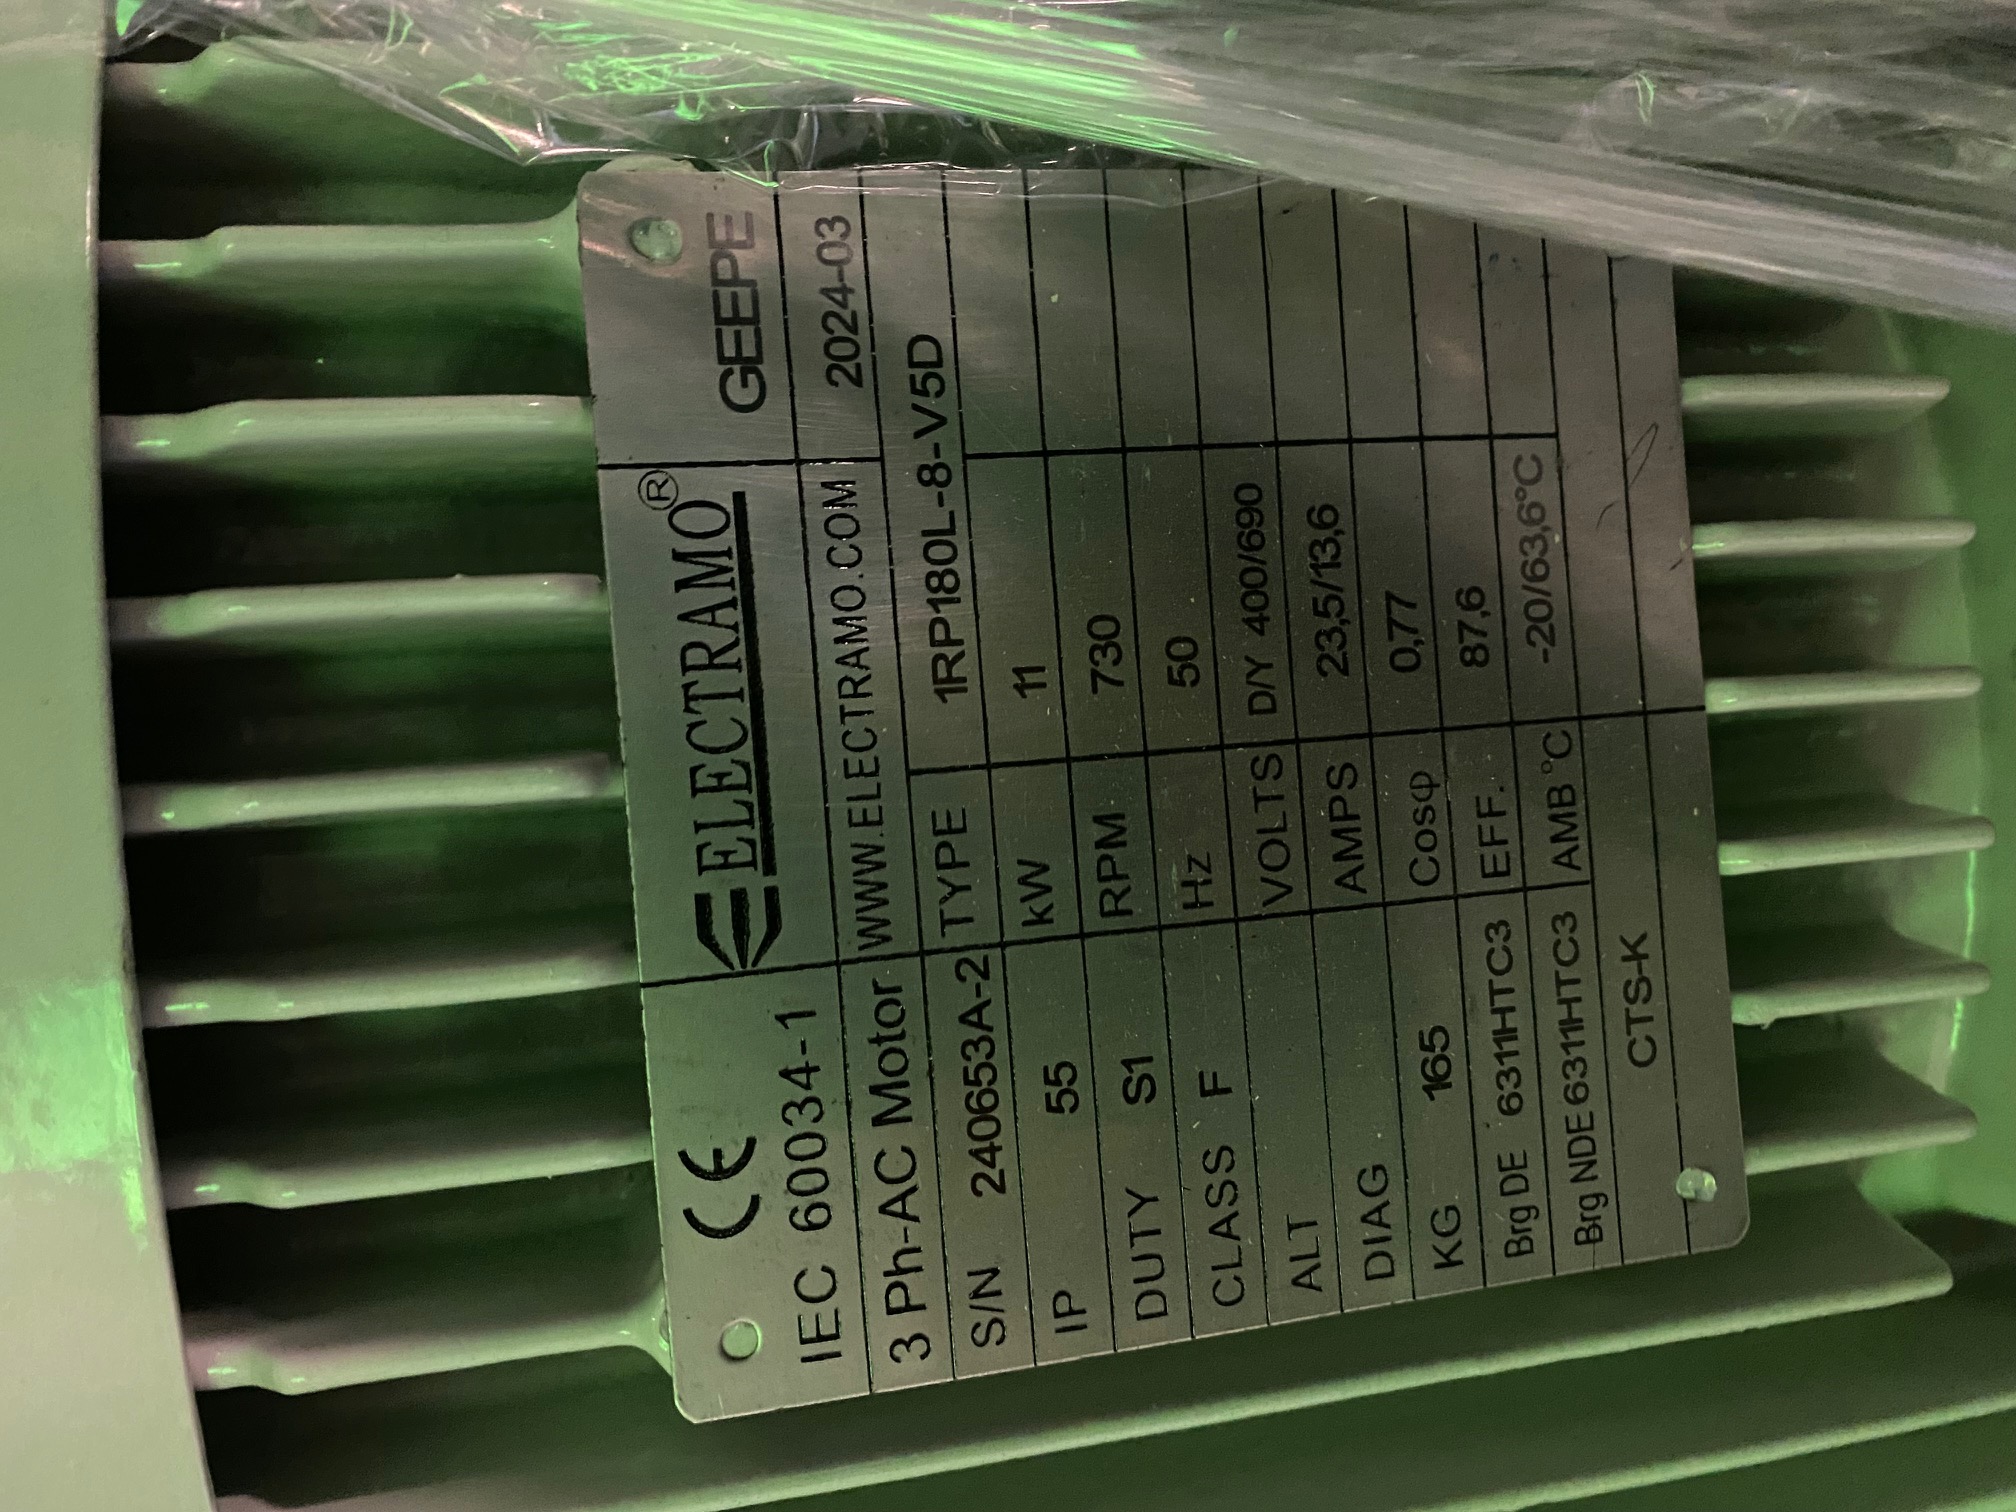 CE ELECTRAMO® GEEPE
IEC 60034-1
3 Ph-AC Motor WWW.ELECTRAMO.COM 2024-03
S/N 240653A-2 TYPE 1RP180L-8-V5D
IP 55 kW 11
DUTY S1 RPM 730
CLASS F Hz 50
ALT VOLTS D/Y 400/690
DIAG AMPS 23,5/13,6
KG 165 Cosφ 0,77
Brg DE 6311HTC3 EFF. 87,6
Brg NDE 6311HTC3 AMB °C -20/63,6°C
CTS-K